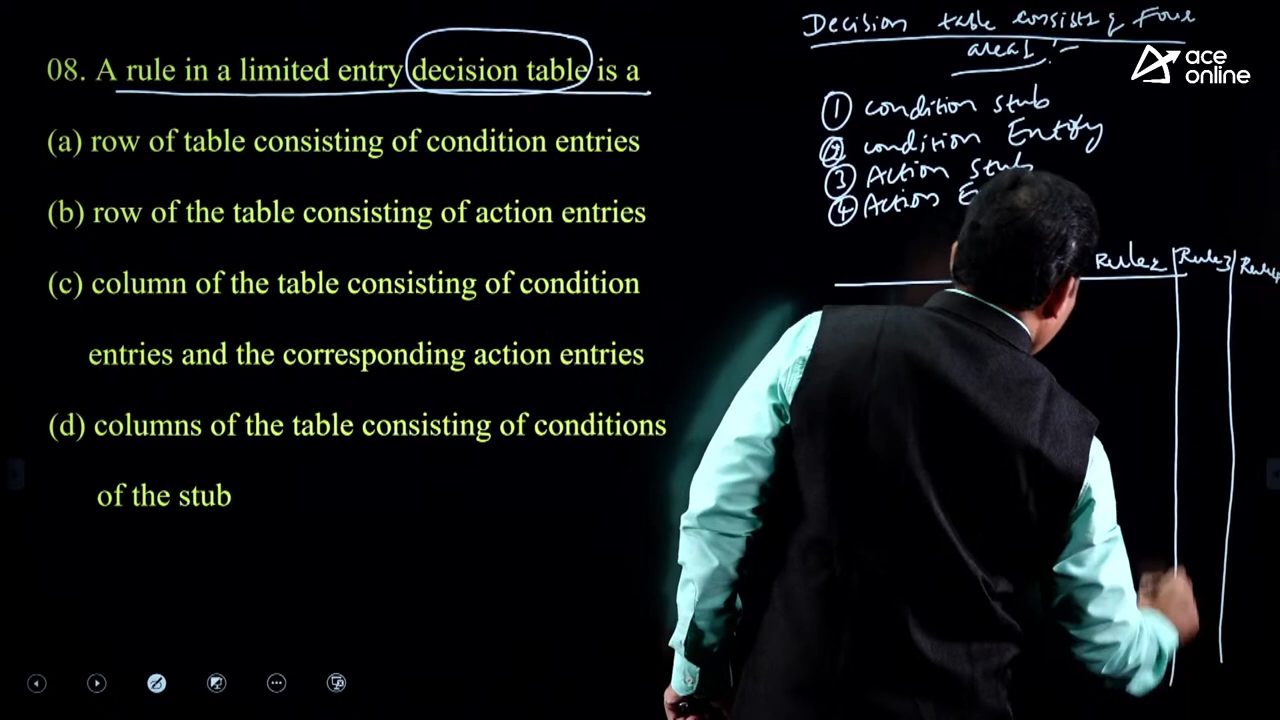 08. A rule in a limited entry decision table is a
(a) row of table consisting of condition entries
(b) row of the table consisting of action entries
(c) column of the table consisting of condition
entries and the corresponding action entries
(d) columns of the table consisting of conditions
of the stub
Decision table consists of Four
areas :-
ace
online
① condition stub
② condition Entity
③ Action Stub
④ Action
Rule2 Rule3